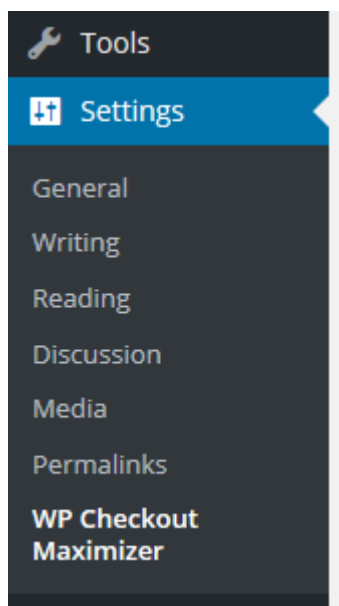 Tools
Settings
General
Writing
Reading
Discussion
Media
Permalinks
WP Checkout
Maximizer